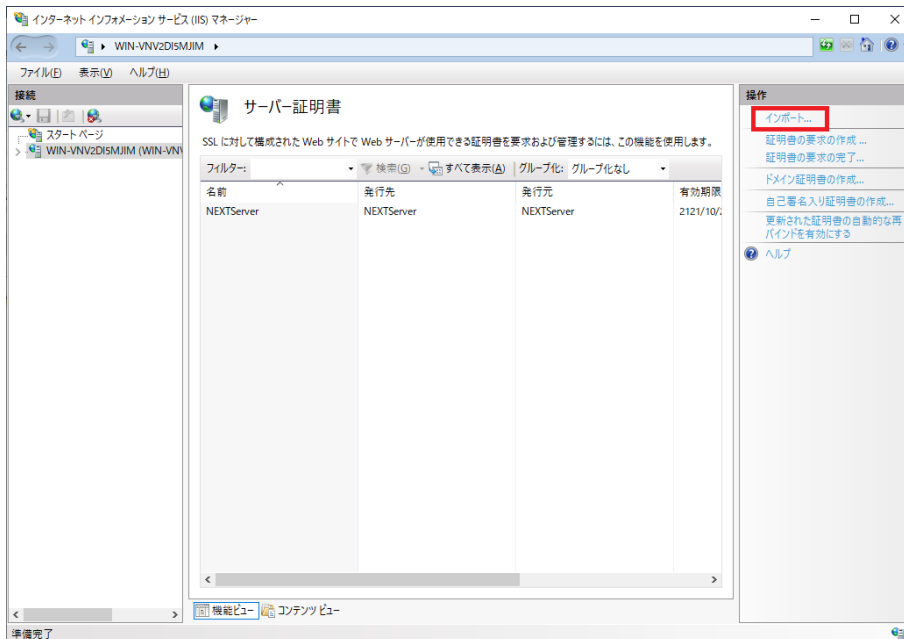 インターネット インフォメーション サービス (IIS) マネージャー
WIN-VNV2DI5MJIM
ファイル(F) 表示(V) ヘルプ(H)
接続
スタート ページ
WIN-VNV2DI5MJIM (WIN-VNV
サーバー証明書
SSL に対して構成された Web サイトで Web サーバーが使用できる証明書を要求および管理するには、この機能を使用します。
フィルター: 検索(G) すべて表示(A) グループ化: グループ化なし
名前 発行先 発行元 有効期限
NEXTServer NEXTServer NEXTServer 2121/10/
機能ビュー コンテンツ ビュー
操作
インポート...
証明書の要求の作成...
証明書の要求の完了...
ドメイン証明書の作成...
自己署名入り証明書の作成...
更新された証明書の自動的な再
バインドを有効にする
ヘルプ
準備完了